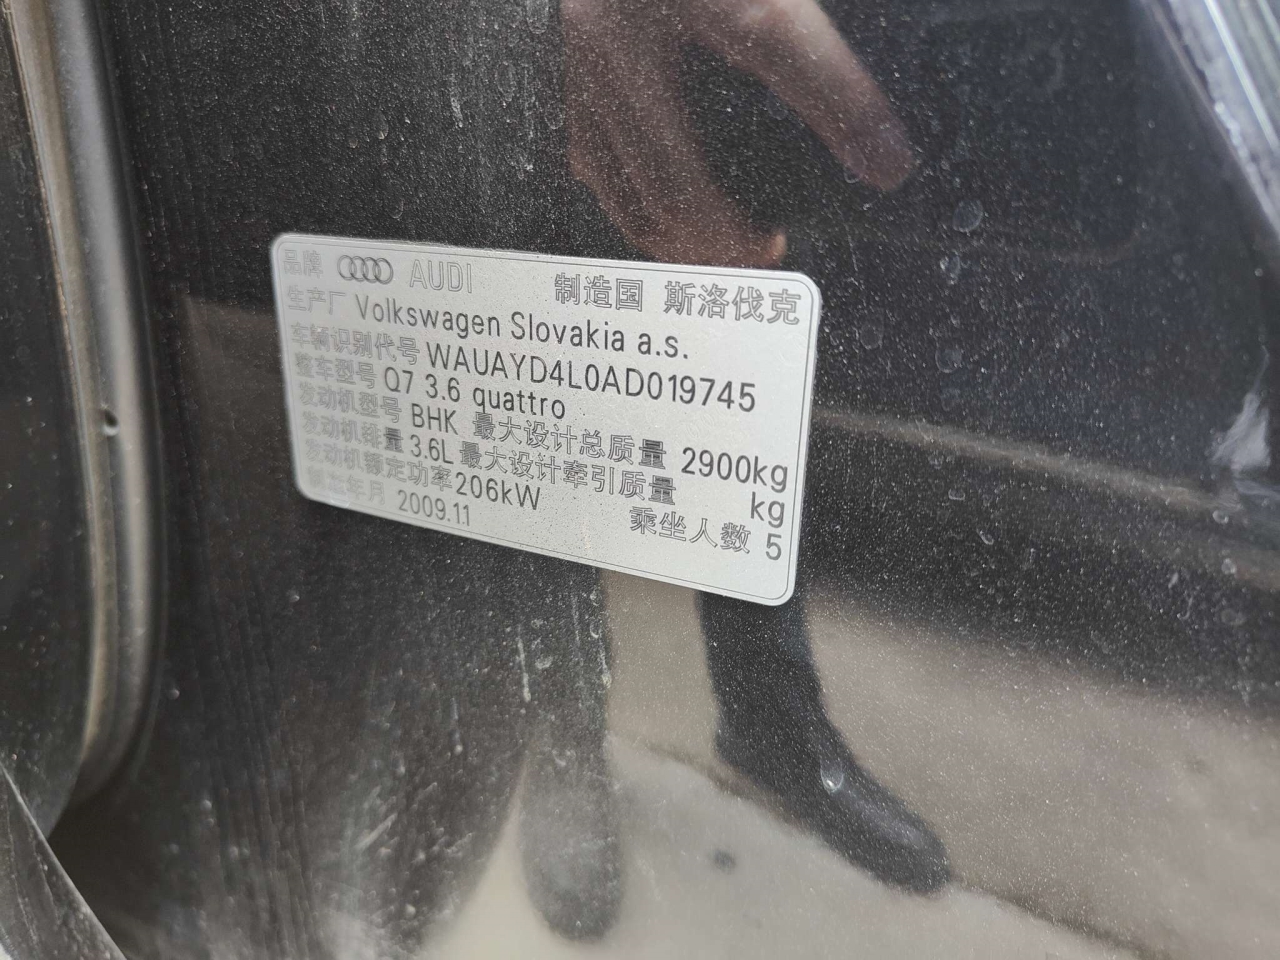 品牌 AUDI 制造国 斯洛伐克
生产厂 Volkswagen Slovakia a.s.
车辆识别代号 WAUAYD4L0AD019745
整车型号 Q7 3.6 quattro
发动机型号 BHK 最大设计总质量 2900kg
发动机排量 3.6L 最大设计牵引质量 kg
发动机额定功率 206kW 乘坐人数 5
制造年月 2009.11